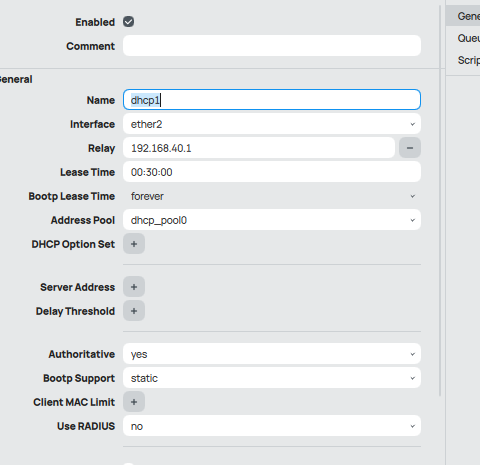 Enabled
Comment
General
Name dhcp1
Interface ether2
Relay 192.168.40.1
Lease Time 00:30:00
Bootp Lease Time forever
Address Pool dhcp_pool0
DHCP Option Set +
Server Address +
Delay Threshold +
Authoritative yes
Bootp Support static
Client MAC Limit +
Use RADIUS no
Gene
Queu
Scrip